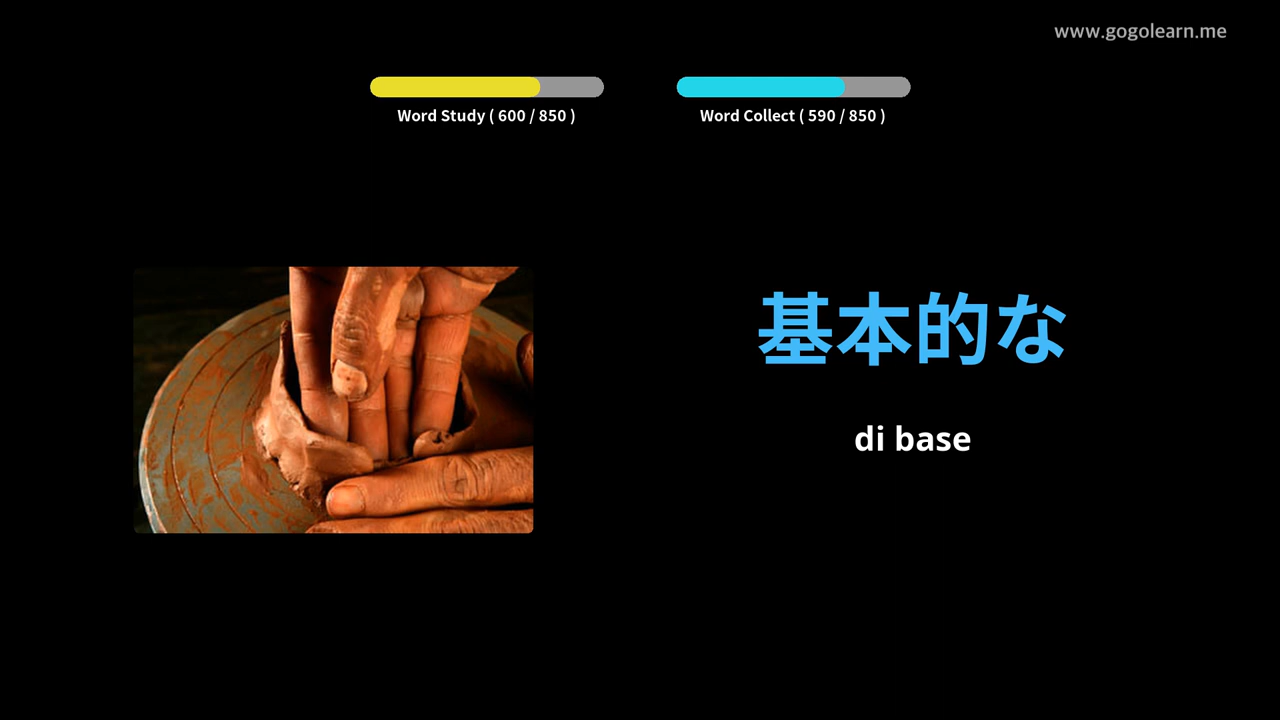 www.gogolearn.me
Word Study ( 600 / 850 )
Word Collect ( 590 / 850 )
基本的な
di base